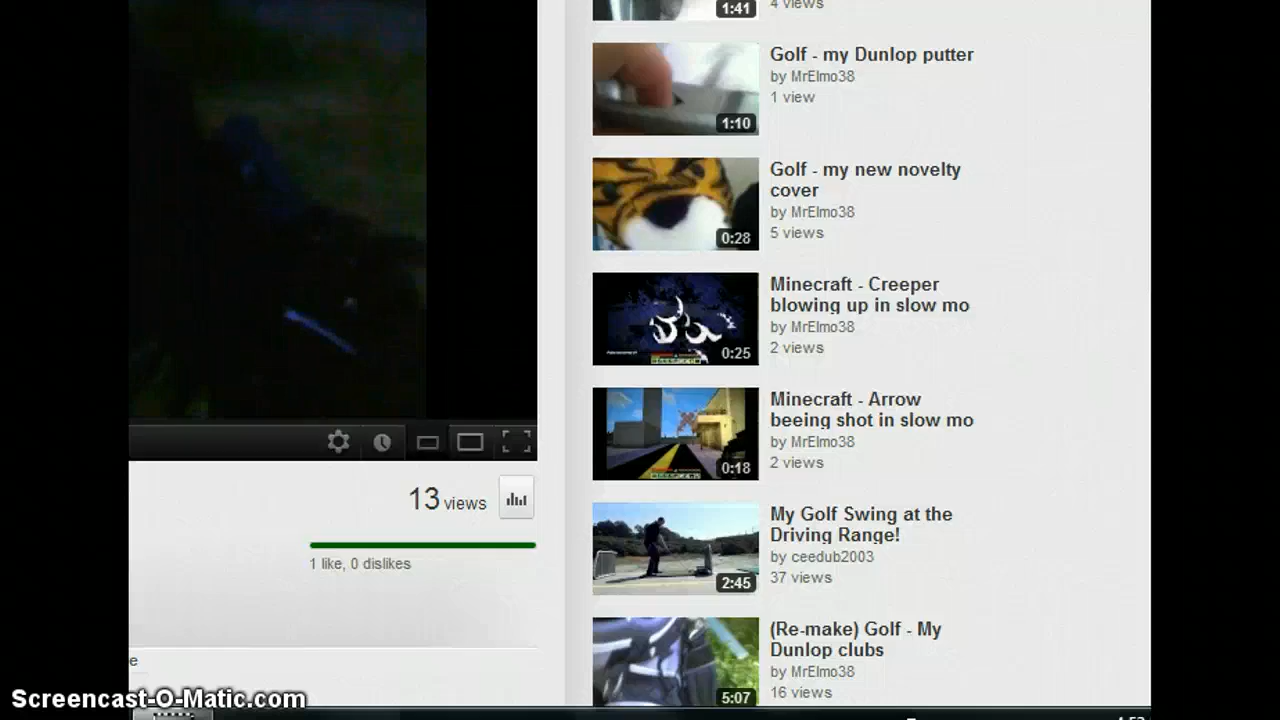 1:41
4 views
Golf - my Dunlop putter
by MrElmo38
1 view
1:10
Golf - my new novelty
cover
by MrElmo38
5 views
0:28
Minecraft - Creeper
blowing up in slow mo
by MrElmo38
2 views
0:25
Minecraft - Arrow
beeing shot in slow mo
by MrElmo38
2 views
0:18
13 views
1 like, 0 dislikes
My Golf Swing at the
Driving Range!
by ceedub2003
37 views
2:45
(Re-make) Golf - My
Dunlop clubs
by MrElmo38
16 views
5:07
e
Screencast-O-Matic.com